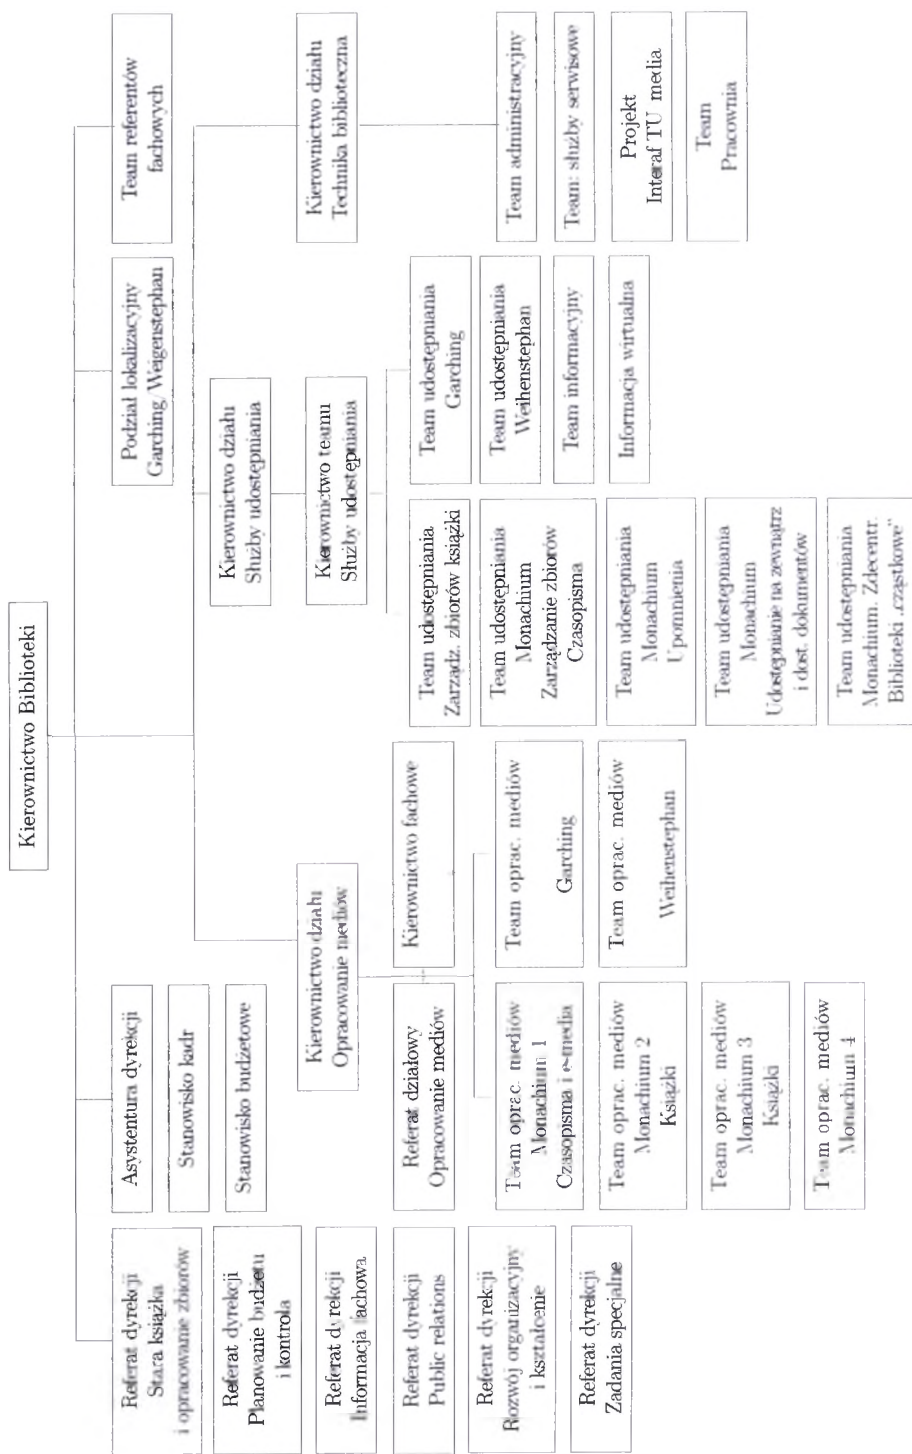 Kierownictwo Biblioteki
Referat dyrekcji
Stara książka
i opracowanie zbiorów
Referat dyrekcji
Planowanie budżetu
i kontrola
Referat dyrekcji
Informacja fachowa
Referat dyrekcji
Public relations
Referat dyrekcji
Rozwój organizacyjny
i kształcenie
Referat dyrekcji
Zadania specjalne
Asystentura dyrekcji
Stanowisko kadr
Stanowisko budżetowe
Podział lokalizacyjny
Garching/Weigenstephan
Team referentów
fachowych
Kierownictwo działu
Opracowanie mediów
Referat działowy
Opracowanie mediów
Kierownictwo fachowe
Team oprac. mediów
Monachium 1
Czasopisma i e-media
Team oprac. mediów
Monachium 2
Książki
Team oprac. mediów
Monachium 3
Książki
Team oprac. mediów
Monachium 4
Team oprac. mediów
Garching
Team oprac. mediów
Weihenstephan
Kierownictwo działu
Służby udostępniania
Kierownictwo teamu
Służby udostępniania
Team udostępniania
Zarządz. zbiorów książki
Team udostępniania
Monachium
Zarządzanie zbiorów
Czasopisma
Team udostępniania
Monachium
Upomnienia
Team udostępniania
Monachium
Udostępnianie na zewnątrz
i dost. dokumentów
Team udostępniania
Monachium. Zdecentr.
Biblioteki „cząstkowe"
Team udostępniania
Garching
Team udostępniania
Weihenstephan
Team informacyjny
Informacja wirtualna
Kierownictwo działu
Technika biblioteczna
Team administracyjny
Team: służby serwisowe
Projekt
Interaf TU media
Team
Pracownia